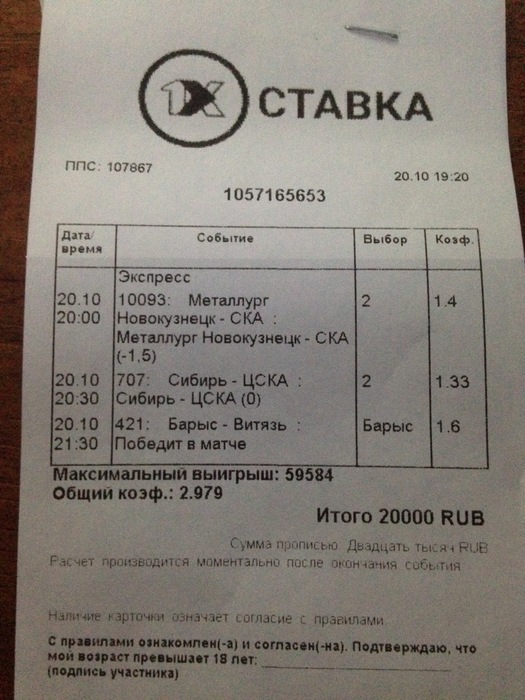 1X СТАВКА
ППС: 107867
20.10 19:20
1057165653
Дата/ время Событие Выбор Коэф.
Экспресс
20.10 10093: Металлург 2 1.4
20:00 Новокузнецк - СКА :
Металлург Новокузнецк - СКА
(-1,5)
20.10 707: Сибирь - ЦСКА : 2 1.33
20:30 Сибирь - ЦСКА (0)
20.10 421: Барыс - Витязь : Барыс 1.6
21:30 Победит в матче
Максимальный выигрыш: 59584
Общий коэф.: 2.979
Итого 20000 RUB
Сумма прописью. Двадцать тысяч RUB
Расчет производится моментально после окончания события
Наличие карточки означает согласие с правилами.
С правилами ознакомлен(-а) и согласен(-на). Подтверждаю, что
мой возраст превышает 18 лет:
(подпись участника)